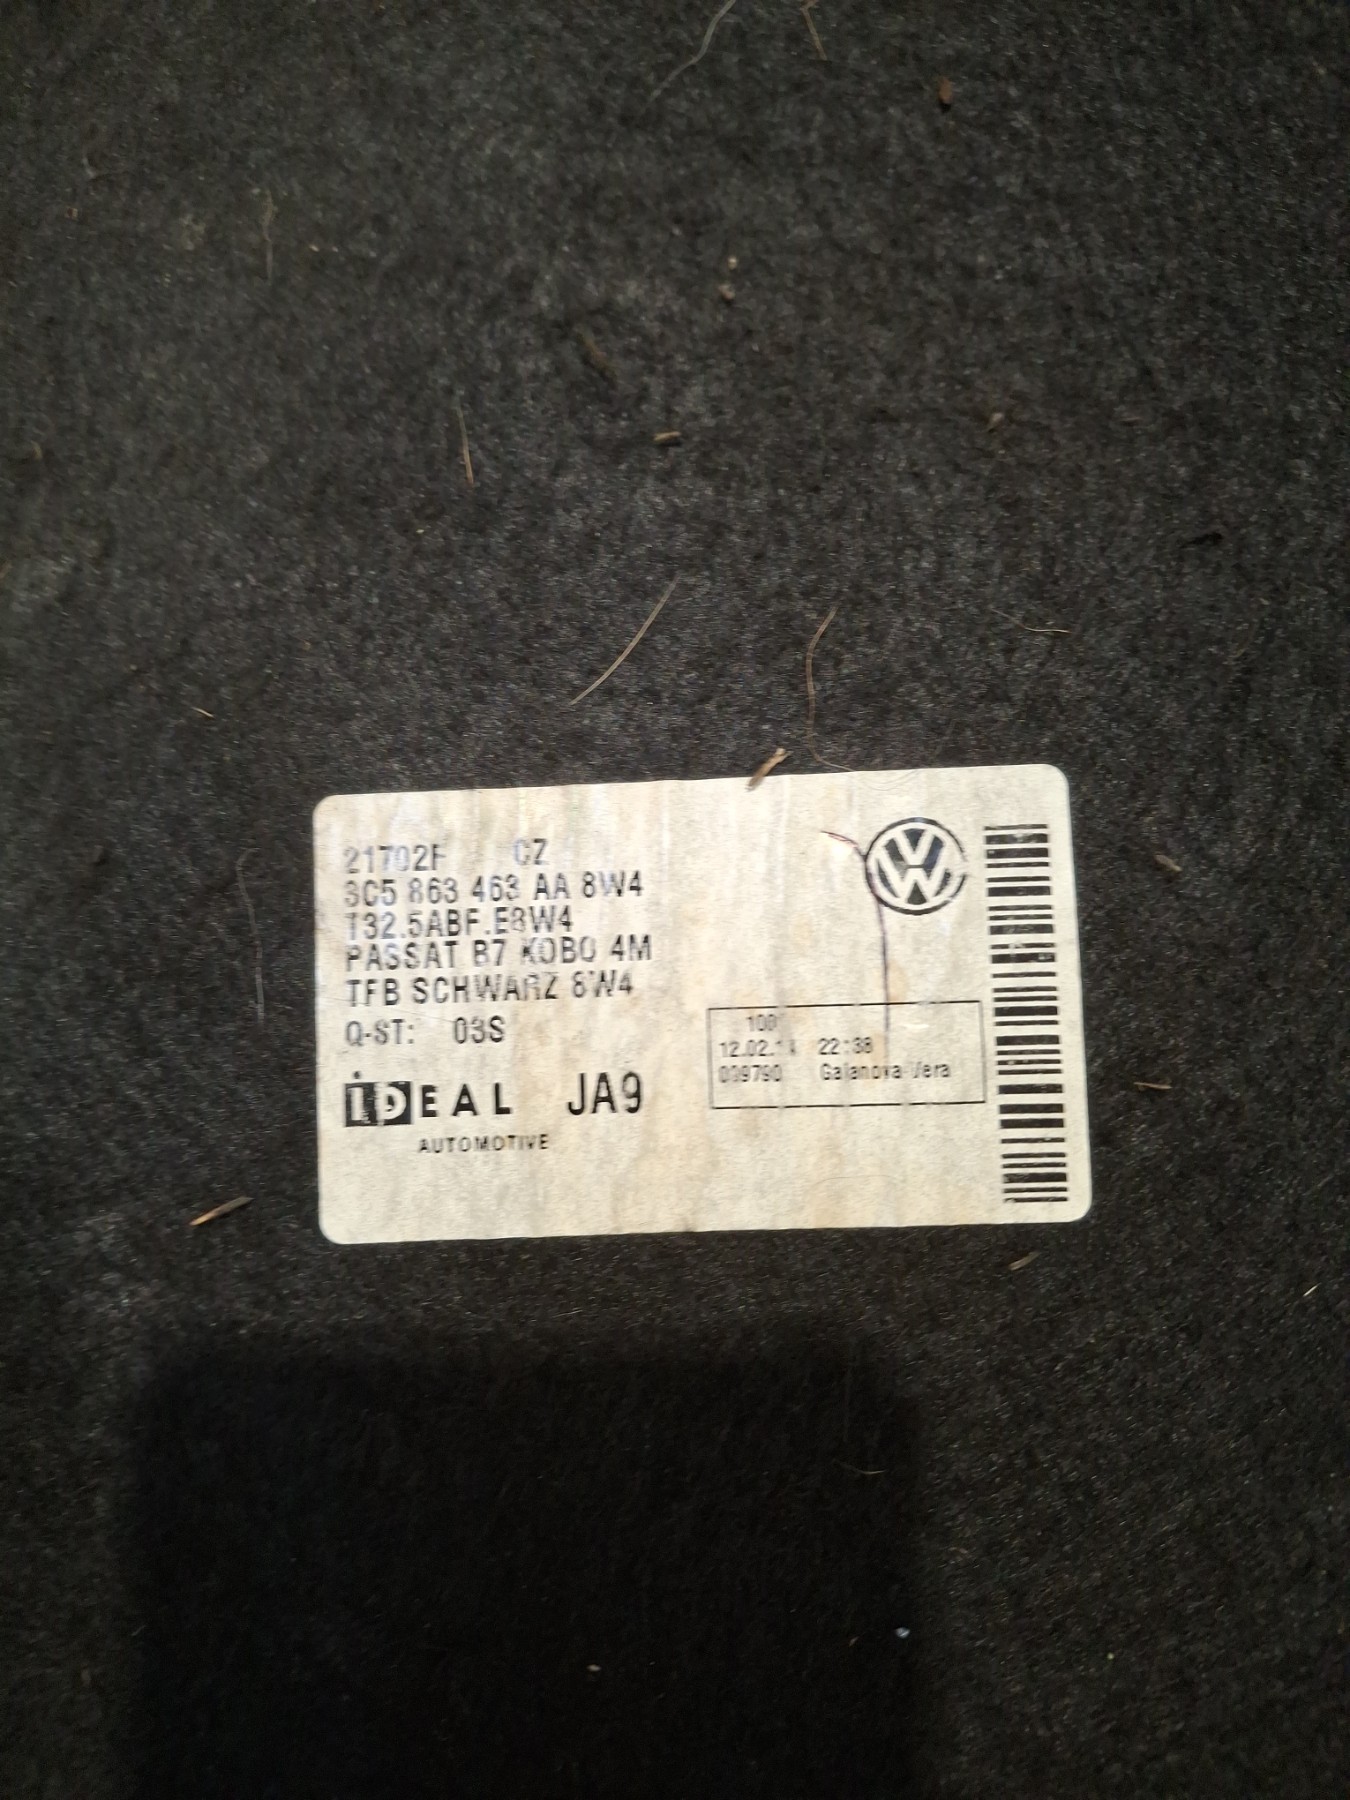 21702F CZ
3C5 863 463 AA 8W4
T32.5ABF.E8W4
PASSAT B7 KOBO 4M
TFB SCHWARZ 8W4
Q-ST: 03S
iDEAL JA9
AUTOMOTIVE
VW
100
22:38
009790 Galanova Vera